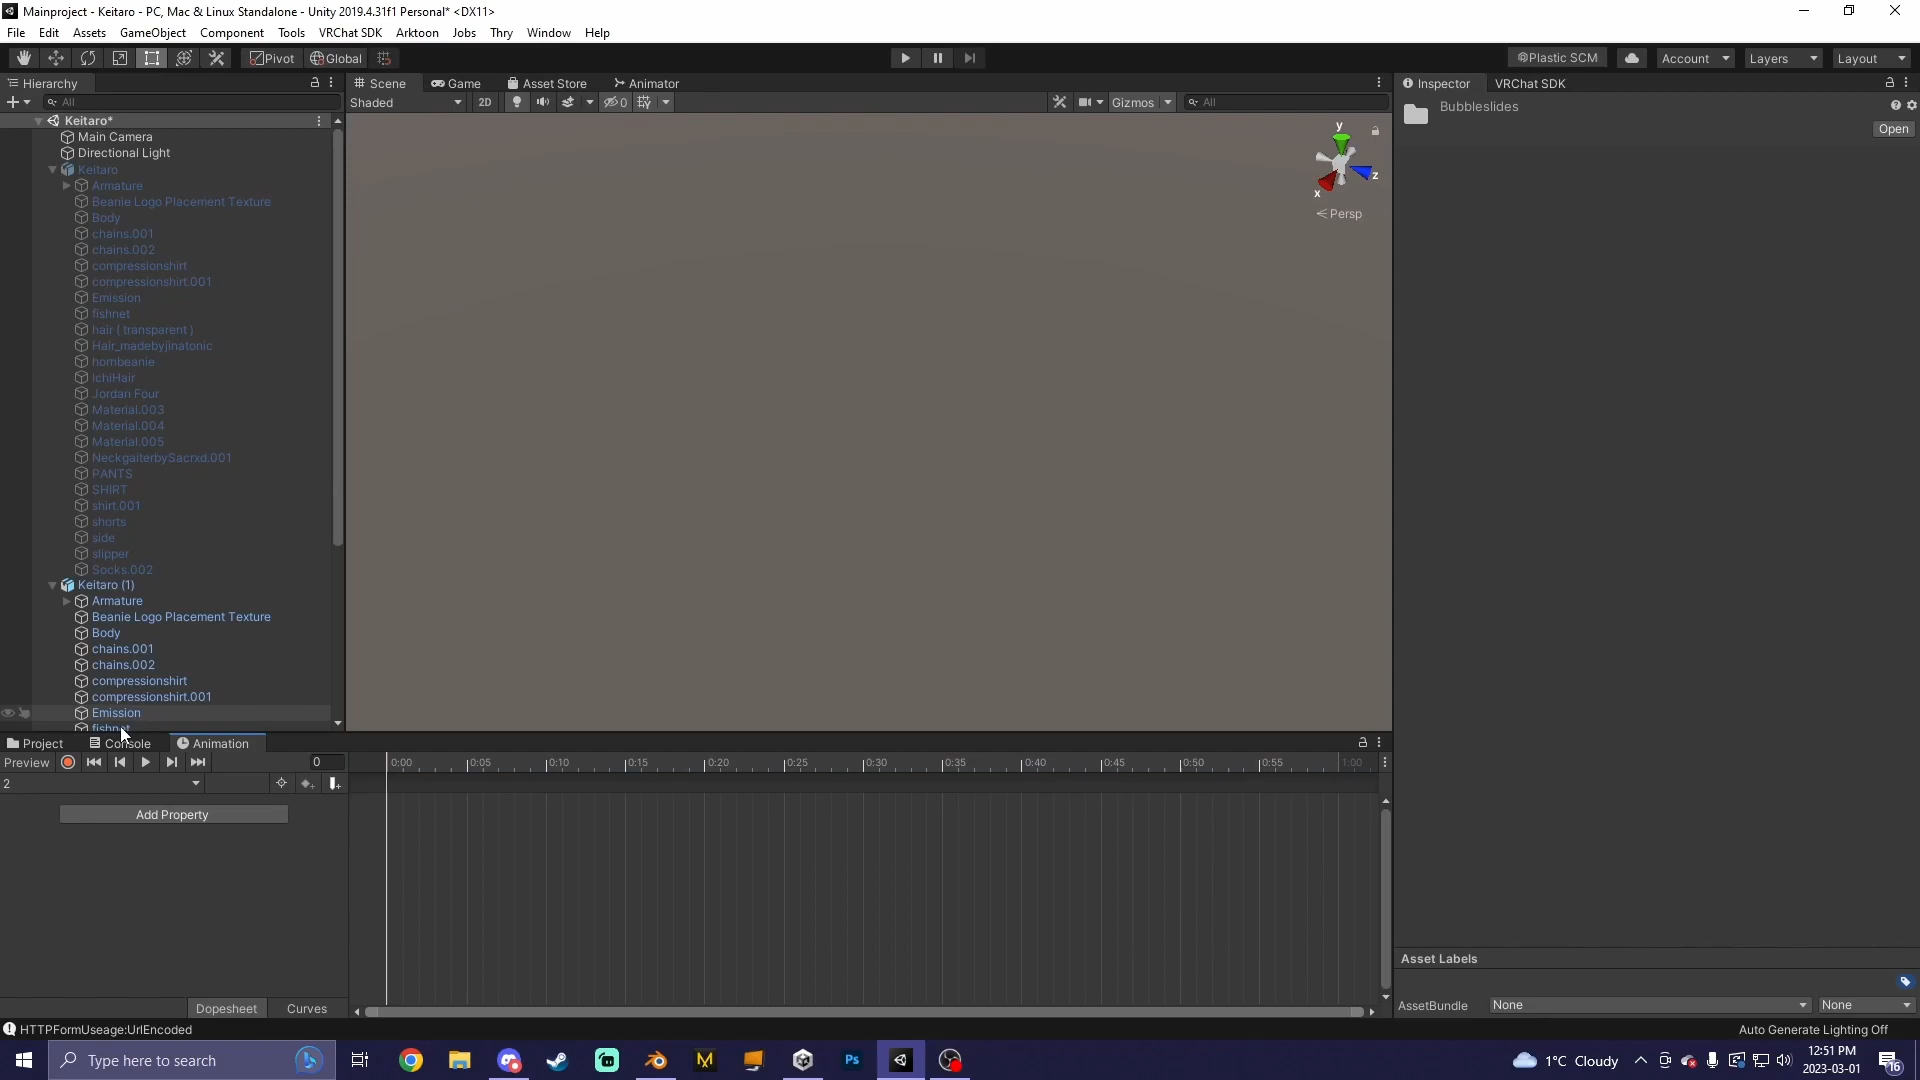 Mainproject - Keitaro - PC, Mac & Linux Standalone - Unity 2019.4.31f1 Personal* <DX11>
File Edit Assets GameObject Component Tools VRChat SDK Arktoon Jobs Thry Window Help
Pivot Global Plastic SCM Account Layers Layout
Hierarchy Scene Game Asset Store Animator Inspector VRChat SDK
All Shaded 2D 0 Gizmos All Bubbleslides
Open
Keitaro*
Main Camera
Directional Light
Keitaro
Armature
Beanie Logo Placement Texture
Body
chains.001
chains.002
compressionshirt
compressionshirt.001
Emission
fishnet
hair ( transparent )
Hair_madebyjinatonic
hornbeanie
IchiHair
Jordan Four
Material.003
Material.004
Material.005
NeckgaiterbySacrxd.001
PANTS
SHIRT
shirt.001
shorts
side
slipper
Socks.002
Keitaro (1)
Armature
Beanie Logo Placement Texture
Body
chains.001
chains.002
compressionshirt
compressionshirt.001
Emission
fishnet
y
x
z
Persp
Project Console Animation
Preview 0 0:00 0:05 0:10 0:15 0:20 0:25 0:30 0:35 0:40 0:45 0:50 0:55 1:00
2
Add Property
Dopesheet Curves
Asset Labels
AssetBundle None None
HTTPFormUseage:UrlEncoded Auto Generate Lighting Off
Type here to search
Ps
1°C Cloudy
12:51 PM
2023-03-01
16